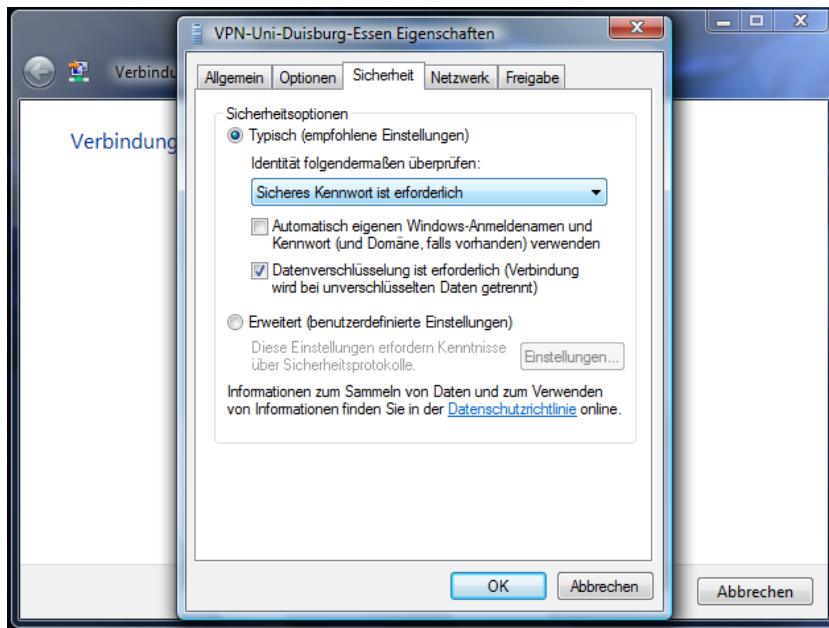 VPN-Uni-Duisburg-Essen Eigenschaften
Verbindu
Verbindung
Allgemein
Optionen
Sicherheit
Netzwerk
Freigabe
Sicherheitsoptionen
Typisch (empfohlene Einstellungen)
Identität folgendermaßen überprüfen:
Sicheres Kennwort ist erforderlich
Automatisch eigenen Windows-Anmeldenamen und
Kennwort (und Domäne, falls vorhanden) verwenden
Datenverschlüsselung ist erforderlich (Verbindung
wird bei unverschlüsselten Daten getrennt)
Erweitert (benutzerdefinierte Einstellungen)
Diese Einstellungen erfordern Kenntnisse
über Sicherheitsprotokolle.
Einstellungen...
Informationen zum Sammeln von Daten und zum Verwenden
von Informationen finden Sie in der Datenschutzrichtlinie online.
OK
Abbrechen
Abbrechen